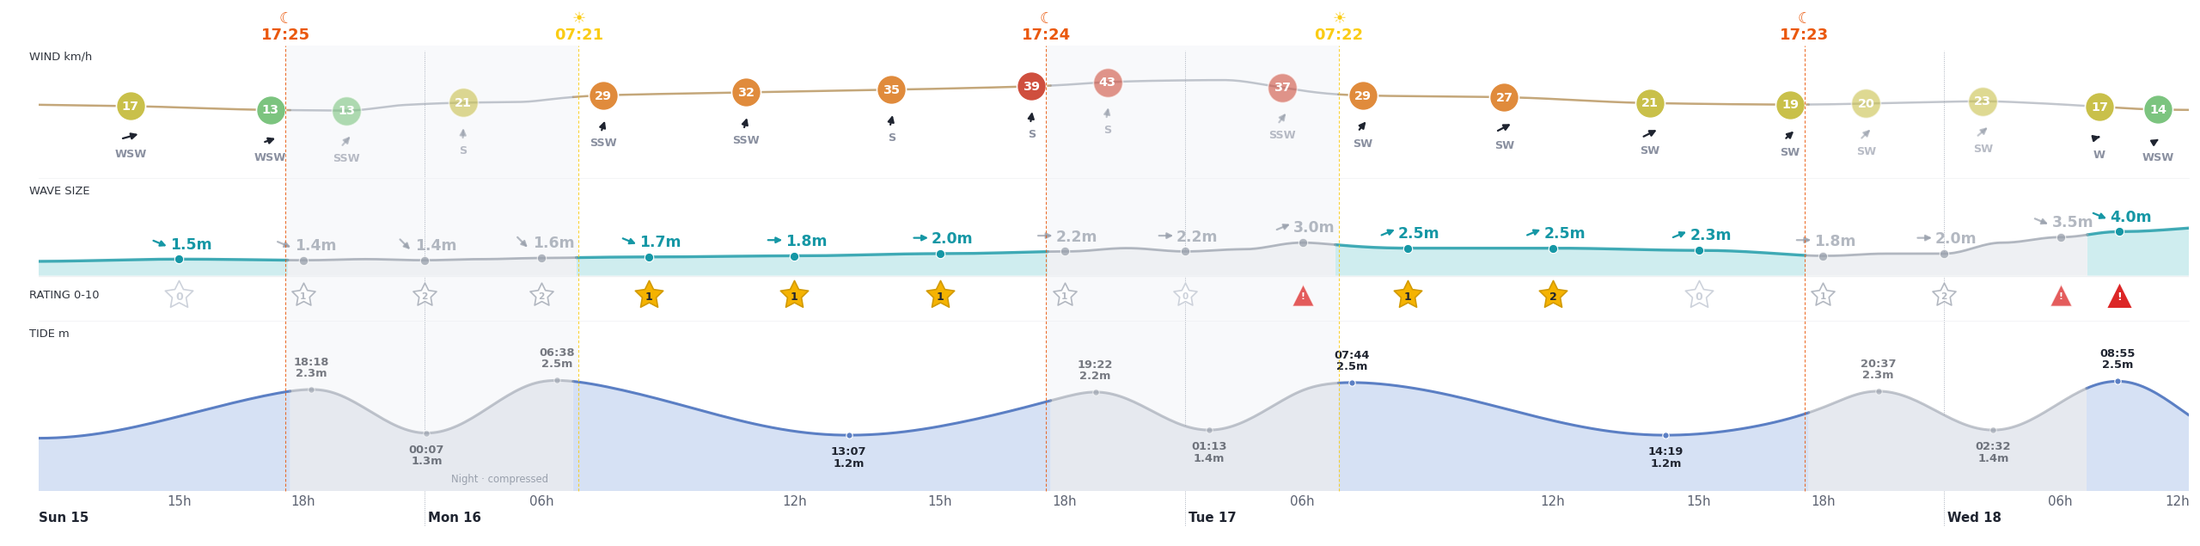 17:25 07:21 17:24 07:22 17:23
WIND km/h
17 13 13 21 29 32 35 39 43 37 29 27 21 19 20 23 17 14
WSW WSW SSW S SSW SSW S S S SSW SW SW SW SW SW SW W WSW
WAVE SIZE
1.5m 1.4m 1.4m 1.6m 1.7m 1.8m 2.0m 2.2m 2.2m 3.0m 2.5m 2.5m 2.3m 1.8m 2.0m 3.5m 4.0m
RATING 0-10
0 1 2 2 1 1 1 1 0 ! 1 2 0 1 2 ! !
TIDE m
18:18 06:38 19:22 07:44 20:37 08:55
2.3m 2.5m 2.2m 2.5m 2.3m 2.5m
00:07 13:07 01:13 14:19 02:32
1.3m 1.2m 1.4m 1.2m 1.4m
Night · compressed
15h 18h 06h 12h 15h 18h 06h 12h 15h 18h 06h 12h
Sun 15 Mon 16 Tue 17 Wed 18